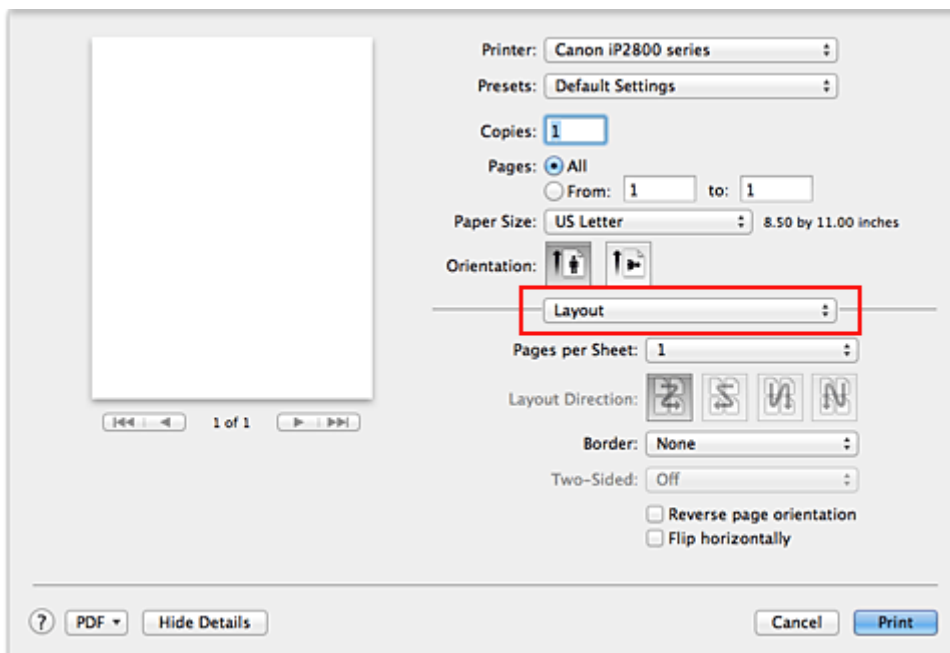 Printer: Canon iP2800 series
Presets: Default Settings
Copies: 1
Pages: All
From: 1 to: 1
Paper Size: US Letter 8.50 by 11.00 inches
Orientation:
Layout
Pages per Sheet: 1
Layout Direction:
1 of 1
Border: None
Two-Sided: Off
Reverse page orientation
Flip horizontally
? PDF Hide Details Cancel Print